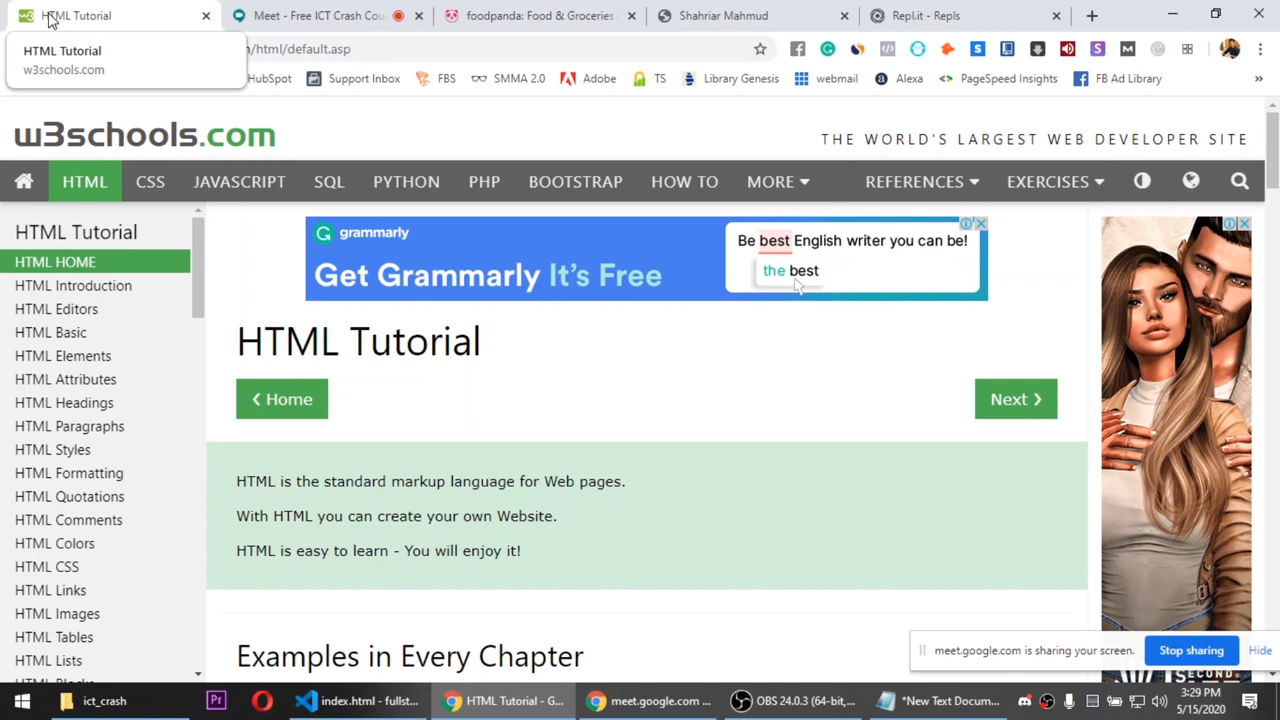 HTML Tutorial
Meet - Free ICT Crash Cou
foodpanda: Food & Groceries
Shahriar Mahmud
Repl.it - Repls
HTML Tutorial
w3schools.com
n/html/default.asp
HubSpot
Support Inbox
FBS
SMMA 2.0
Adobe
TS
Library Genesis
webmail
Alexa
PageSpeed Insights
FB Ad Library
w3schools.com
THE WORLD'S LARGEST WEB DEVELOPER SITE
HTML
CSS
JAVASCRIPT
SQL
PYTHON
PHP
BOOTSTRAP
HOW TO
MORE
REFERENCES
EXERCISES
HTML Tutorial
HTML HOME
HTML Introduction
HTML Editors
HTML Basic
HTML Elements
HTML Attributes
HTML Headings
HTML Paragraphs
HTML Styles
HTML Formatting
HTML Quotations
HTML Comments
HTML Colors
HTML CSS
HTML Links
HTML Images
HTML Tables
HTML Lists
grammarly
Get Grammarly It's Free
Be best English writer you can be!
the best
HTML Tutorial
❮ Home
Next ❯
HTML is the standard markup language for Web pages.
With HTML you can create your own Website.
HTML is easy to learn - You will enjoy it!
Examples in Every Chapter
meet.google.com is sharing your screen.
Stop sharing
Hide
ict_crash
Pr
index.html - fullst...
HTML Tutorial - G...
meet.google.com ...
OBS 24.0.3 (64-bit,...
*New Text Docum...
3:29 PM
5/15/2020